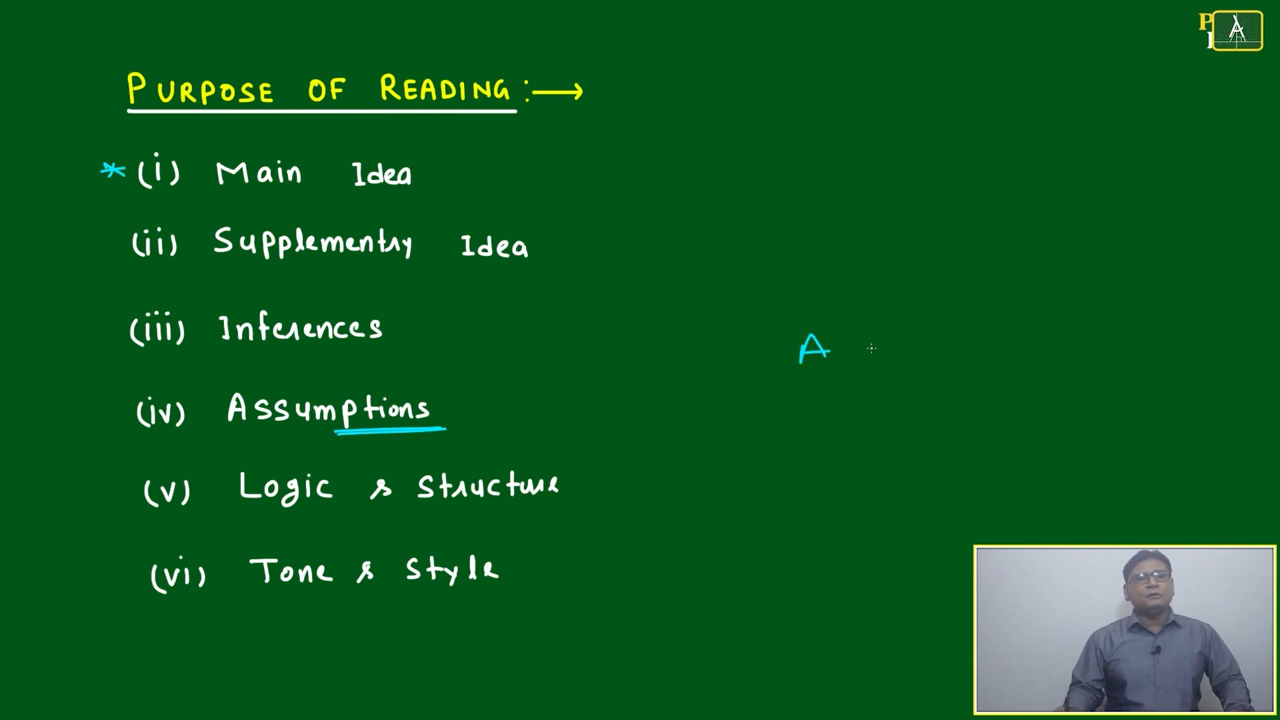 PURPOSE OF READING :→
* (i) Main Idea
(ii) Supplementry Idea
(iii) Inferences
A
(iv) Assumptions
(v) Logic & Structure
(vi) Tone & Style